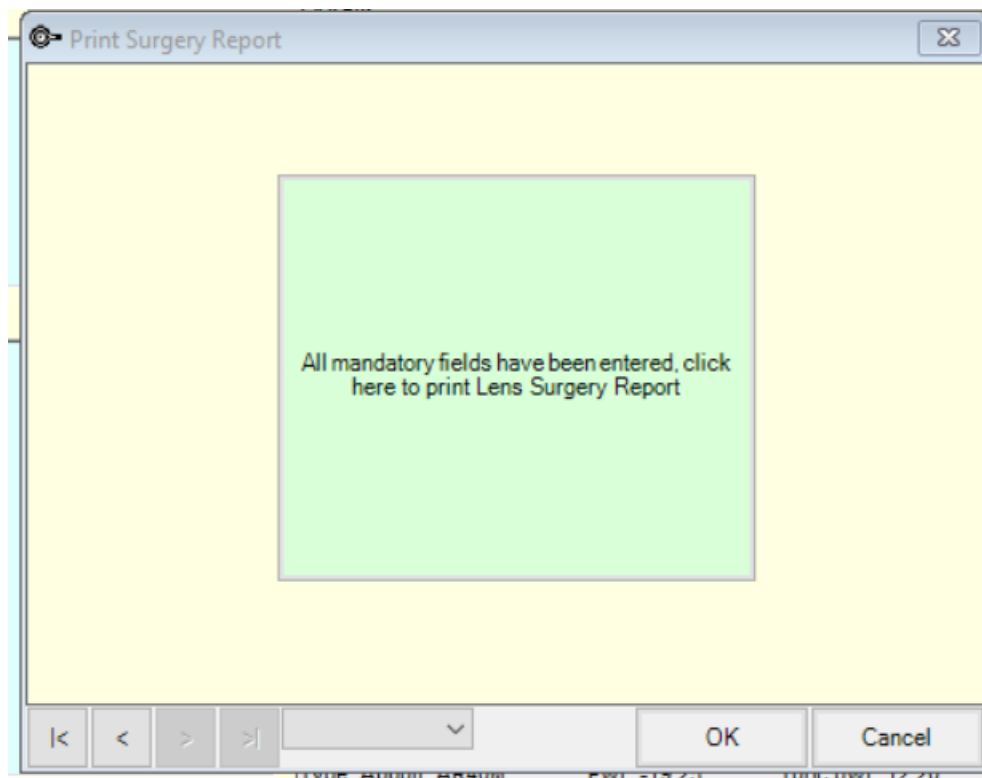 Print Surgery Report
All mandatory fields have been entered, click
here to print Lens Surgery Report
|<
<
>
>|
OK
Cancel